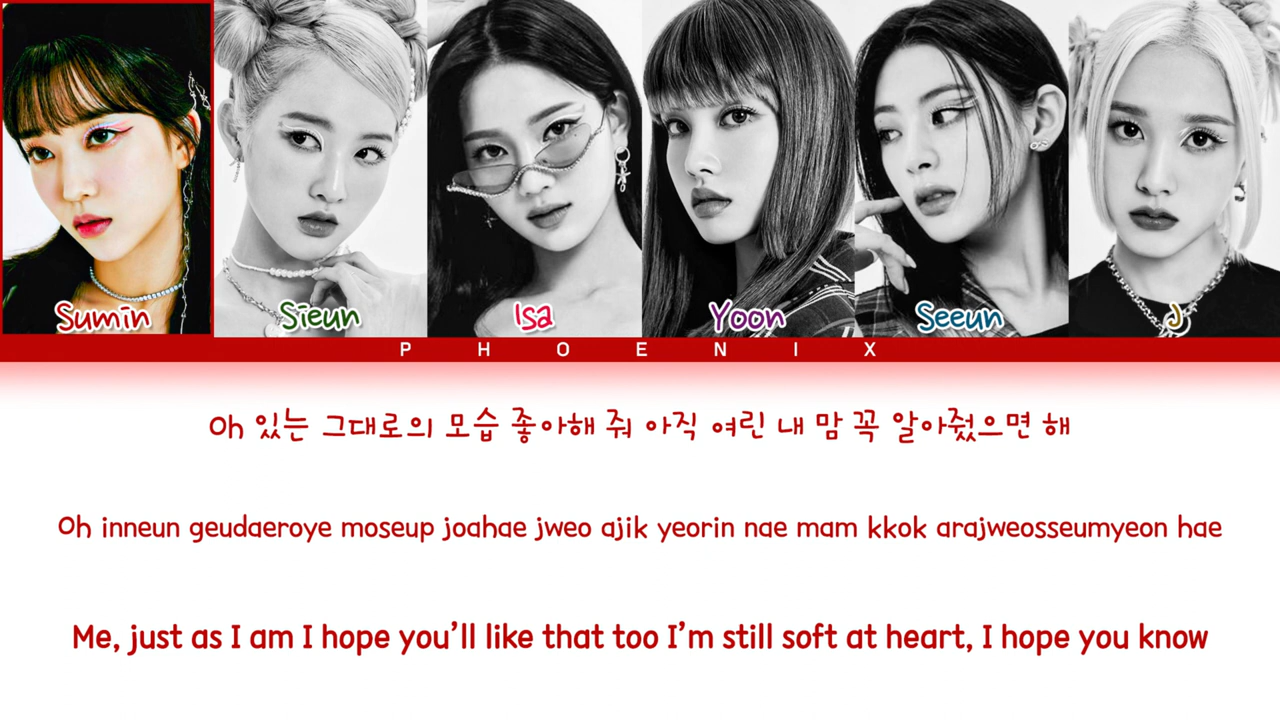 Sumin Sieun Isa Yoon Seeun J
PHOENIX
Oh 있는 그대로의 모습 좋아해 줘 아직 여린 내 맘 꼭 알아줬으면 해
Oh inneun geudaeroye moseup joahae jweo ajik yeorin nae mam kkok arajweosseumyeon hae
Me, just as I am I hope you'll like that too I'm still soft at heart, I hope you know